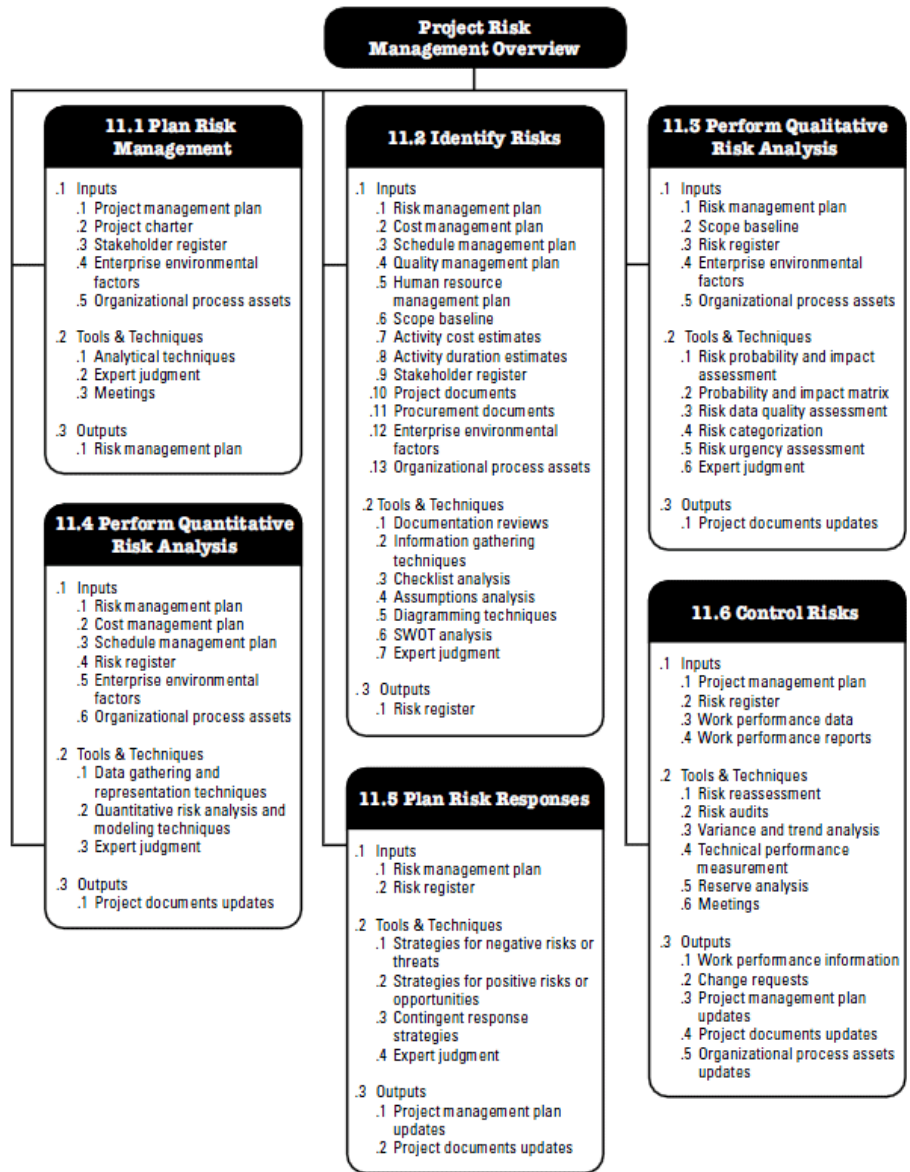 Project Risk
Management Overview
11.1 Plan Risk
Management
.1 Inputs
.1 Project management plan
.2 Project charter
.3 Stakeholder register
.4 Enterprise environmental
factors
.5 Organizational process assets
.2 Tools & Techniques
.1 Analytical techniques
.2 Expert judgment
.3 Meetings
.3 Outputs
.1 Risk management plan
11.2 Identify Risks
.1 Inputs
.1 Risk management plan
.2 Cost management plan
.3 Schedule management plan
.4 Quality management plan
.5 Human resource
management plan
.6 Scope baseline
.7 Activity cost estimates
.8 Activity duration estimates
.9 Stakeholder register
.10 Project documents
.11 Procurement documents
.12 Enterprise environmental
factors
.13 Organizational process assets
.2 Tools & Techniques
.1 Documentation reviews
.2 Information gathering
techniques
.3 Checklist analysis
.4 Assumptions analysis
.5 Diagramming techniques
.6 SWOT analysis
.7 Expert judgment
.3 Outputs
.1 Risk register
11.3 Perform Qualitative
Risk Analysis
.1 Inputs
.1 Risk management plan
.2 Scope baseline
.3 Risk register
.4 Enterprise environmental
factors
.5 Organizational process assets
.2 Tools & Techniques
.1 Risk probability and impact
assessment
.2 Probability and impact matrix
.3 Risk data quality assessment
.4 Risk categorization
.5 Risk urgency assessment
.6 Expert judgment
.3 Outputs
.1 Project documents updates
11.4 Perform Quantitative
Risk Analysis
.1 Inputs
.1 Risk management plan
.2 Cost management plan
.3 Schedule management plan
.4 Risk register
.5 Enterprise environmental
factors
.6 Organizational process assets
.2 Tools & Techniques
.1 Data gathering and
representation techniques
.2 Quantitative risk analysis and
modeling techniques
.3 Expert judgment
.3 Outputs
.1 Project documents updates
11.5 Plan Risk Responses
.1 Inputs
.1 Risk management plan
.2 Risk register
.2 Tools & Techniques
.1 Strategies for negative risks or
threats
.2 Strategies for positive risks or
opportunities
.3 Contingent response
strategies
.4 Expert judgment
.3 Outputs
.1 Project management plan
updates
.2 Project documents updates
11.6 Control Risks
.1 Inputs
.1 Project management plan
.2 Risk register
.3 Work performance data
.4 Work performance reports
.2 Tools & Techniques
.1 Risk reassessment
.2 Risk audits
.3 Variance and trend analysis
.4 Technical performance
measurement
.5 Reserve analysis
.6 Meetings
.3 Outputs
.1 Work performance information
.2 Change requests
.3 Project management plan
updates
.4 Project documents updates
.5 Organizational process assets
updates